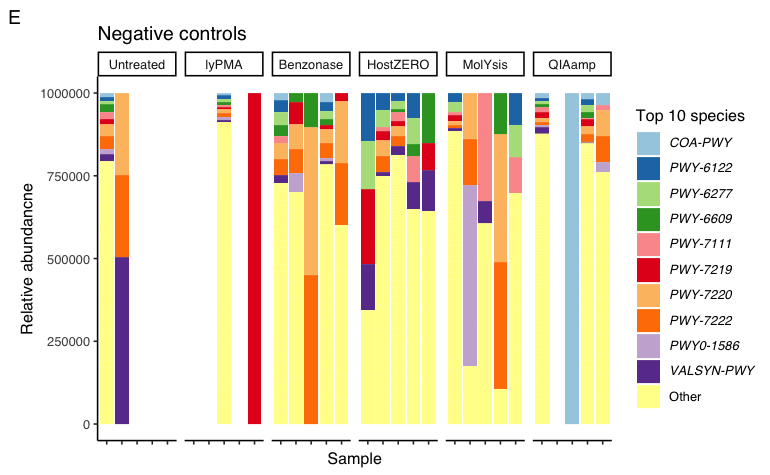 E
Negative controls
Untreated
lyPMA
Benzonase
HostZERO
MolYsis
QIAamp
Relative abundancne
1000000
750000
500000
250000
0
Sample
Top 10 species
COA-PWY
PWY-6122
PWY-6277
PWY-6609
PWY-7111
PWY-7219
PWY-7220
PWY-7222
PWY0-1586
VALSYN-PWY
Other